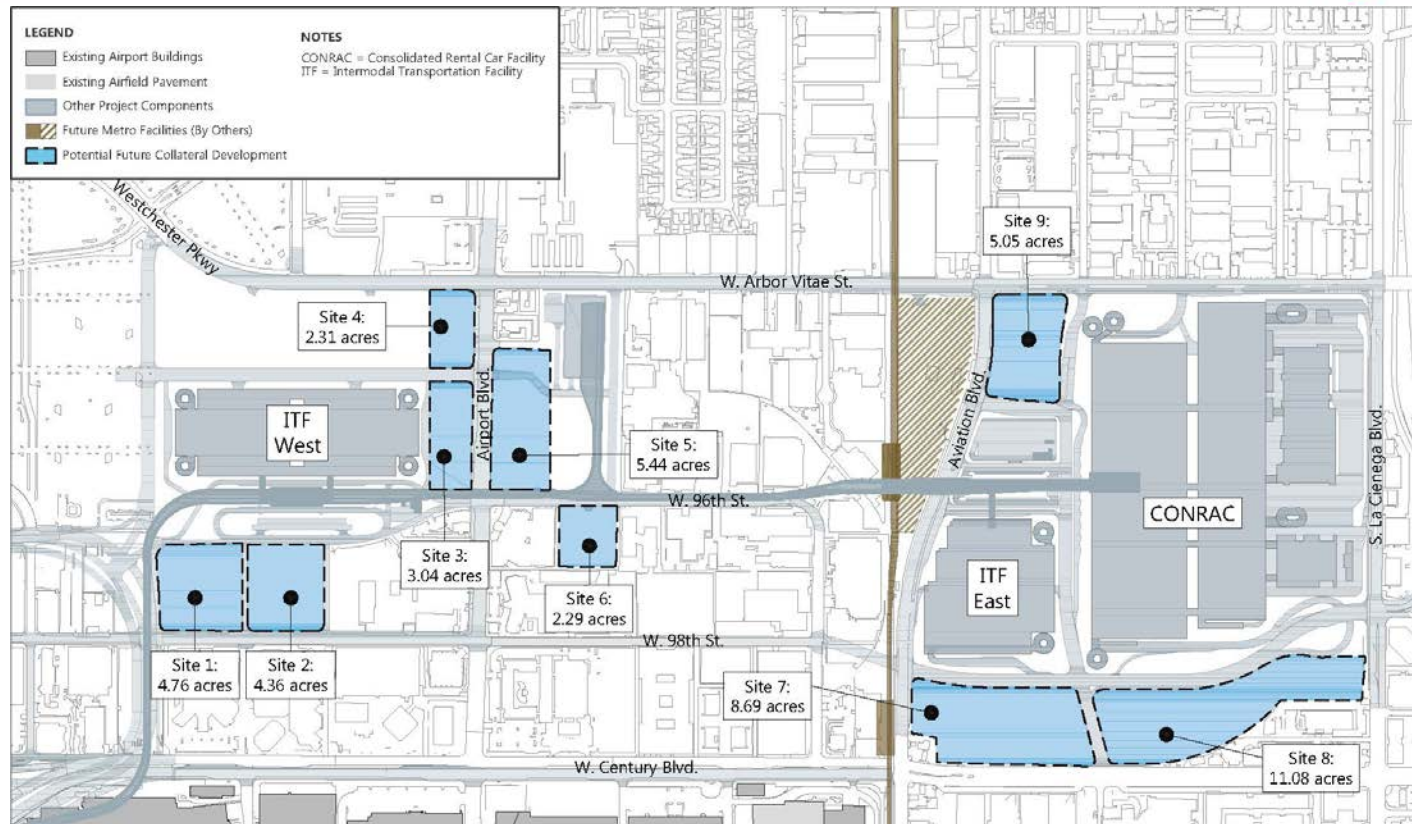 LEGEND
Existing Airport Buildings
Existing Airfield Pavement
Other Project Components
Future Metro Facilities (By Others)
Potential Future Collateral Development
NOTES
CONRAC = Consolidated Rental Car Facility
ITF = Intermodal Transportation Facility
Westchester Pkwy
Site 9:
5.05 acres
W. Arbor Vitae St.
Site 4:
2.31 acres
ITF
West
Airport Blvd.
Site 5:
5.44 acres
Aviation Blvd.
S. La Cienega Blvd.
W. 96th St.
CONRAC
Site 3:
3.04 acres
Site 6:
2.29 acres
ITF
East
W. 98th St.
Site 1:
4.76 acres
Site 2:
4.36 acres
Site 7:
8.69 acres
W. Century Blvd.
Site 8:
11.08 acres